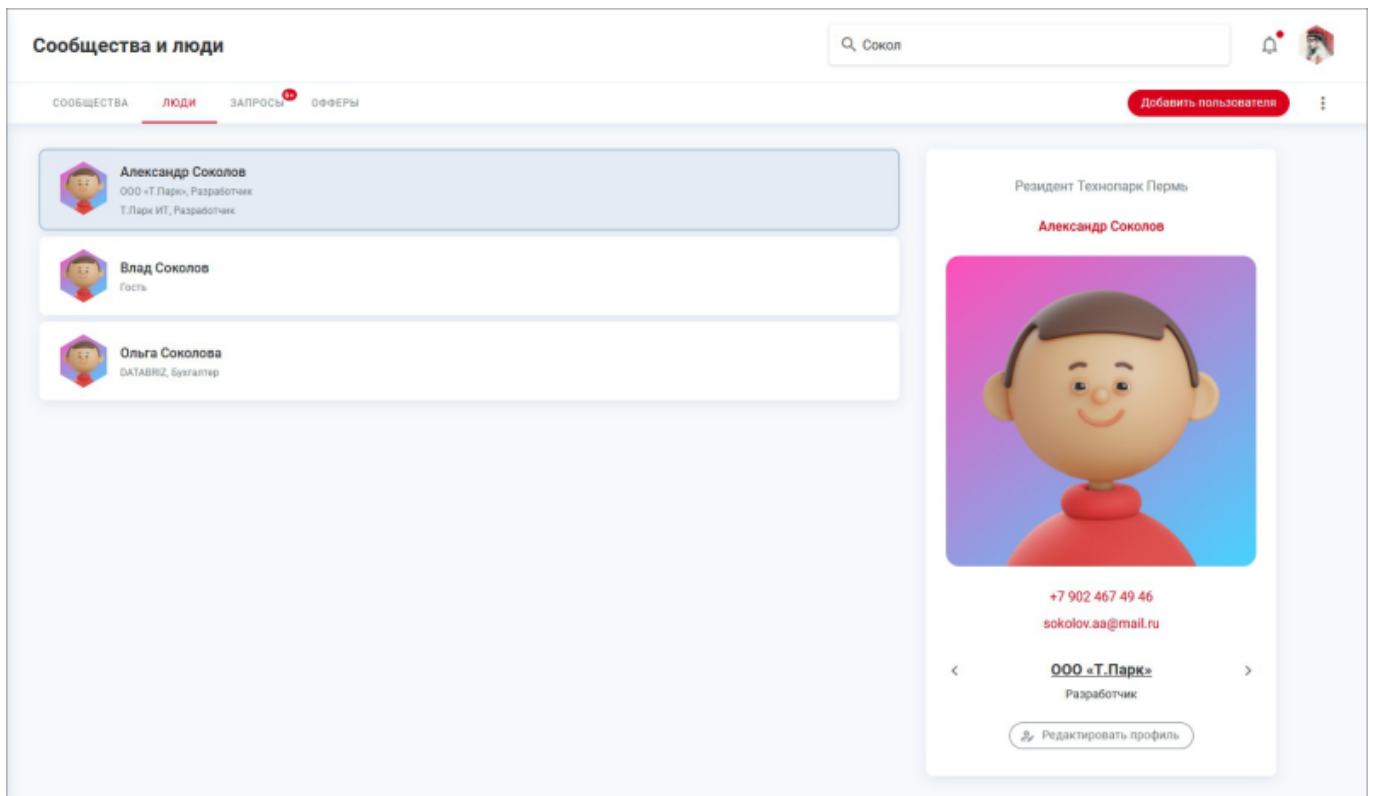 Сообщества и люди
Сокол
СООБЩЕСТВА ЛЮДИ ЗАПРОСЫ 9+ ОФФЕРЫ
Добавить пользователя
Александр Соколов
ООО «Т.Парк», Разработчик
Т.Парк ИТ, Разработчик
Влад Соколов
Гость
Ольга Соколова
DATABRIZ, Бухгалтер
Резидент Технопарк Пермь
Александр Соколов
+7 902 467 49 46
sokolov.aa@mail.ru
ООО «Т.Парк»
Разработчик
Редактировать профиль